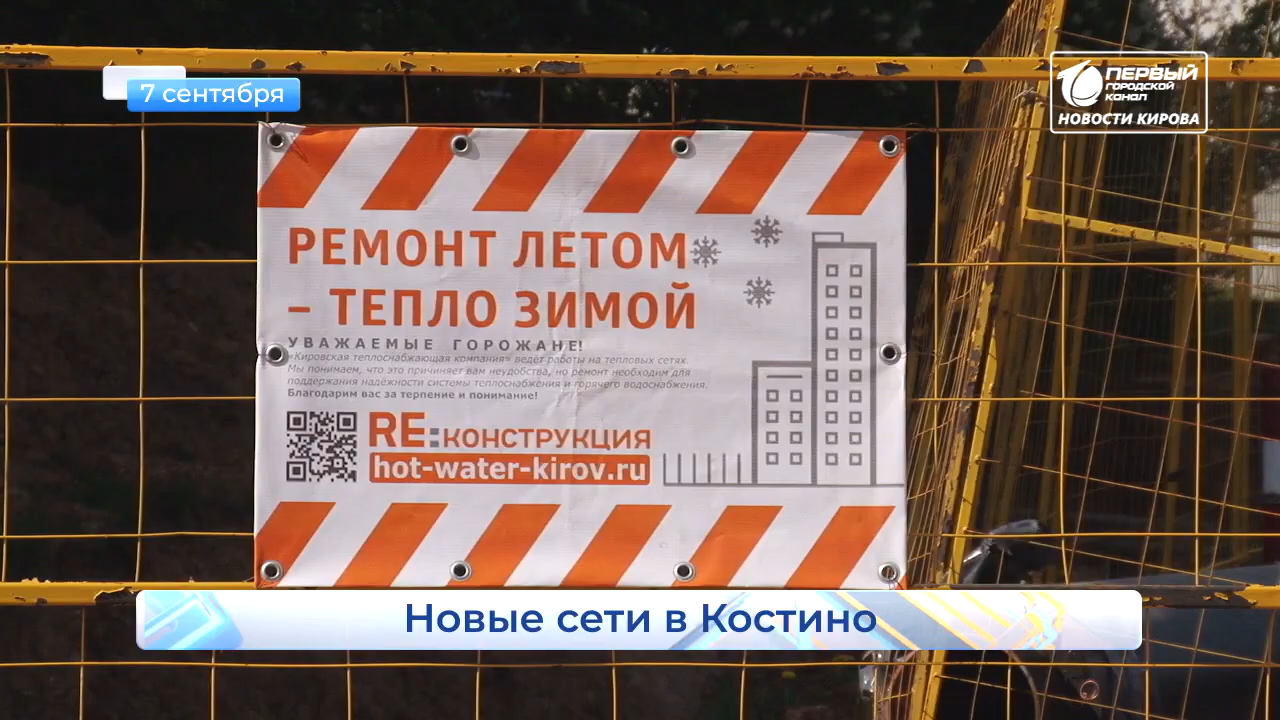 7 сентября
ПЕРВЫЙ
ГОРОДСКОЙ
КАНАЛ
НОВОСТИ КИРОВА
РЕМОНТ ЛЕТОМ
– ТЕПЛО ЗИМОЙ
УВАЖАЕМЫЕ ГОРОЖАНЕ!
«Кировская теплоснабжающая компания» ведет работы на тепловых сетях.
Мы понимаем, что это причиняет вам неудобства, но ремонт необходим для
поддержания надёжности системы теплоснабжения и горячего водоснабжения.
Благодарим вас за терпение и понимание!
RE:КОНСТРУКЦИЯ
hot-water-kirov.ru
Новые сети в Костино